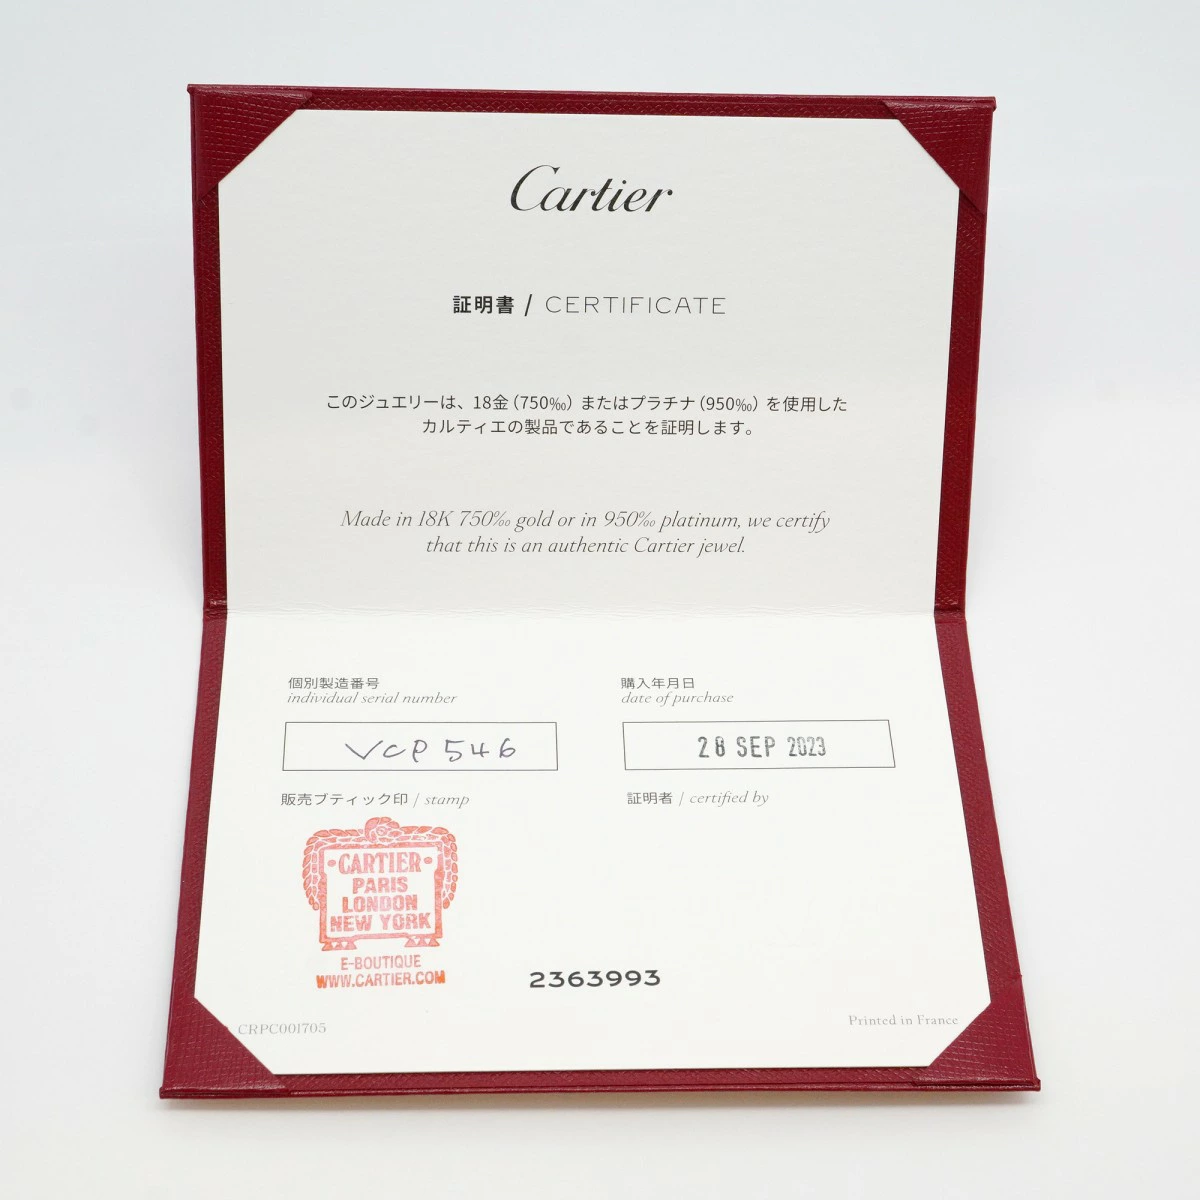 Cartier
証明書 / CERTIFICATE
このジュエリーは、18金(750‰)またはプラチナ(950‰)を使用した
カルティエの製品であることを証明します。
Made in 18K 750‰ gold or in 950‰ platinum, we certify
that this is an authentic Cartier jewel.
個別製造番号
individual serial number
VCP 546
購入年月日
date of purchase
28 SEP 2023
販売ブティック印 / stamp
証明者 / certified by
·CARTIER·
PARIS
LONDON
NEW YORK
E-BOUTIQUE
WWW.CARTIER.COM
2363993
CRPC001705
Printed in France